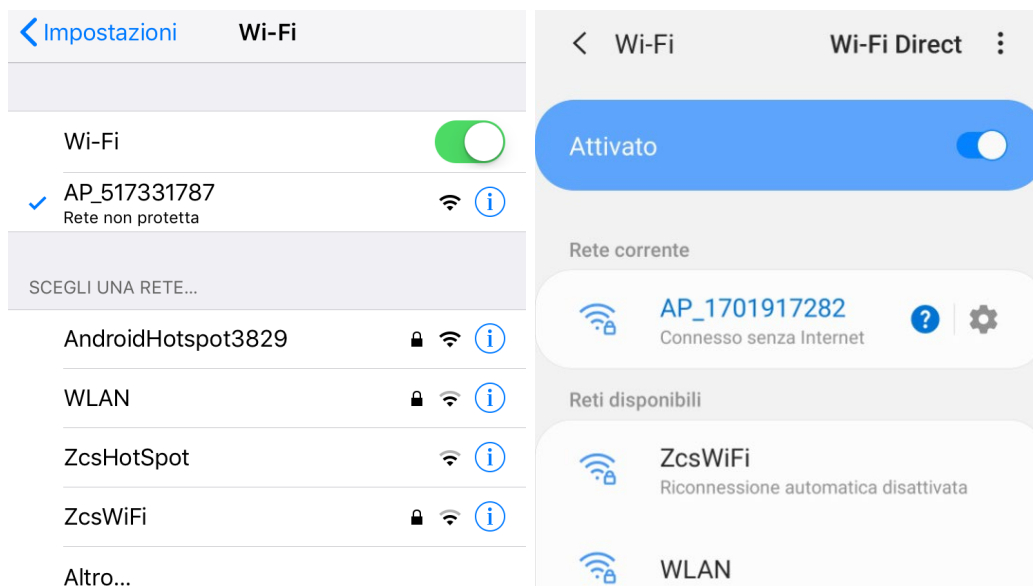 Impostazioni
Wi-Fi
Wi-Fi
AP_517331787
Rete non protetta
SCEGLI UNA RETE...
AndroidHotspot3829
WLAN
ZcsHotSpot
ZcsWiFi
Altro...
Wi-Fi
Wi-Fi Direct
Attivato
Rete corrente
AP_1701917282
Connesso senza Internet
Reti disponibili
ZcsWiFi
Riconnessione automatica disattivata
WLAN